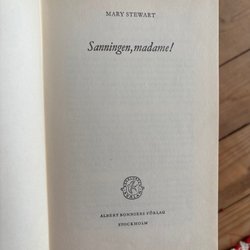 MARY STEWART
Sanningen, madame!
ALBERT BONNIERS FÖRLAG
STOCKHOLM